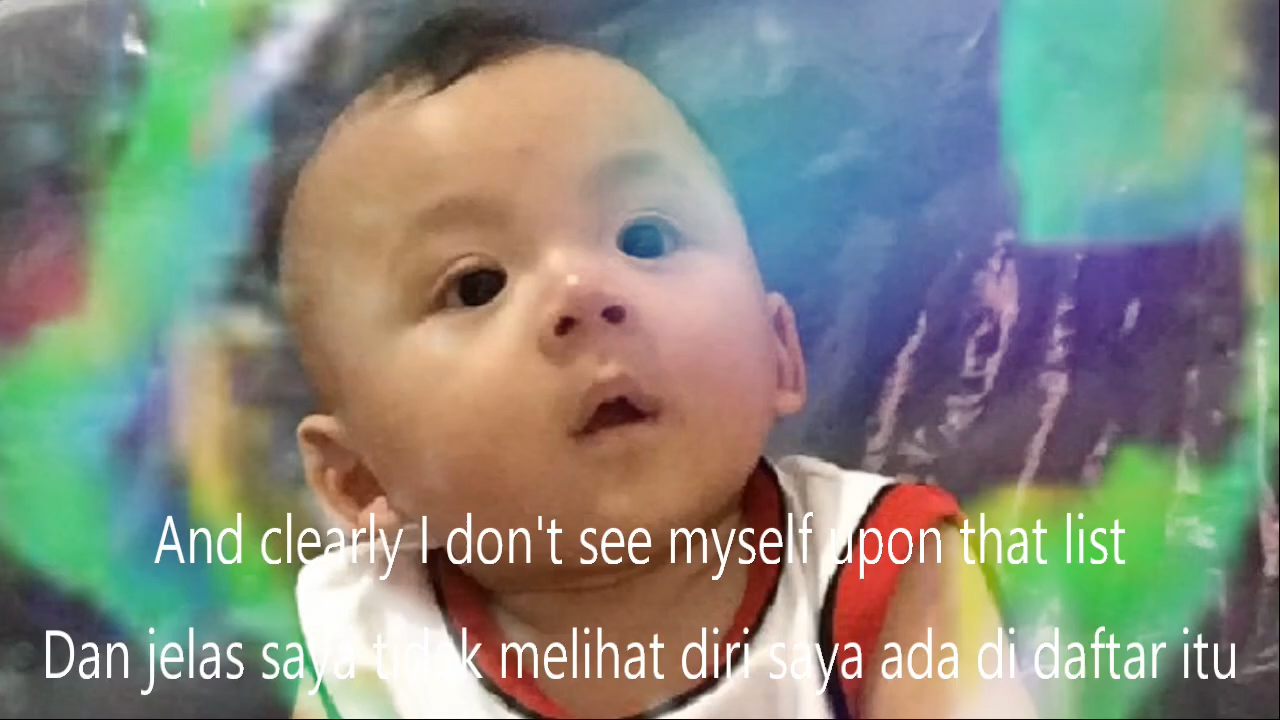 And clearly I don't see myself upon that list
Dan jelas saya tidak melihat diri saya ada di daftar itu